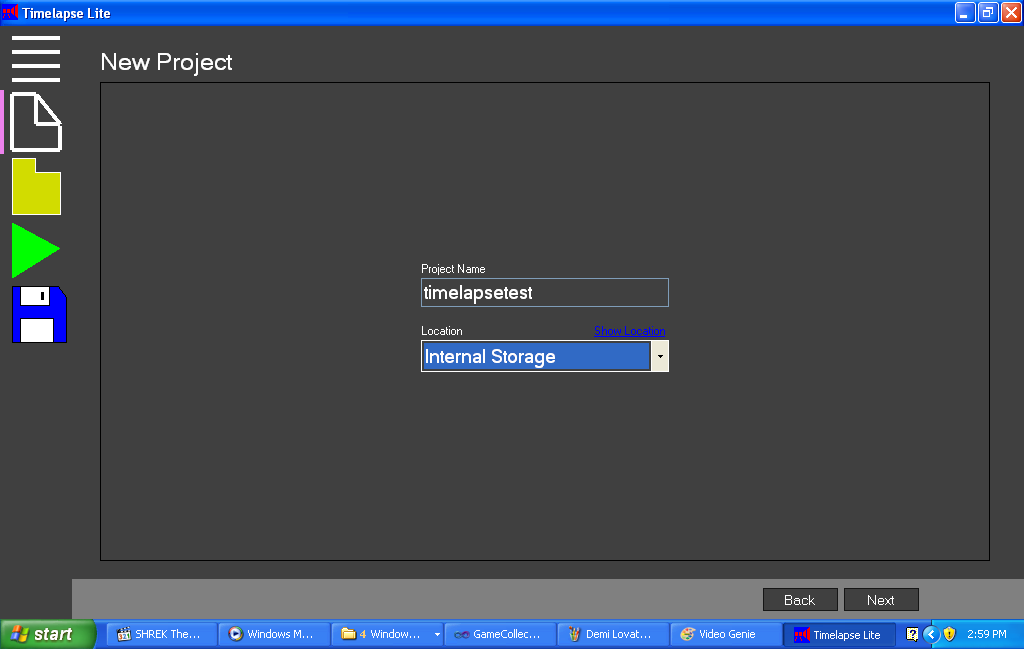 Timelapse Lite
New Project
Project Name
timelapsetest
Location Show Location
Internal Storage
Back Next
start SHREK The... Windows M... 4 Window... GameCollec... Demi Lovat... Video Genie Timelapse Lite 2:59 PM